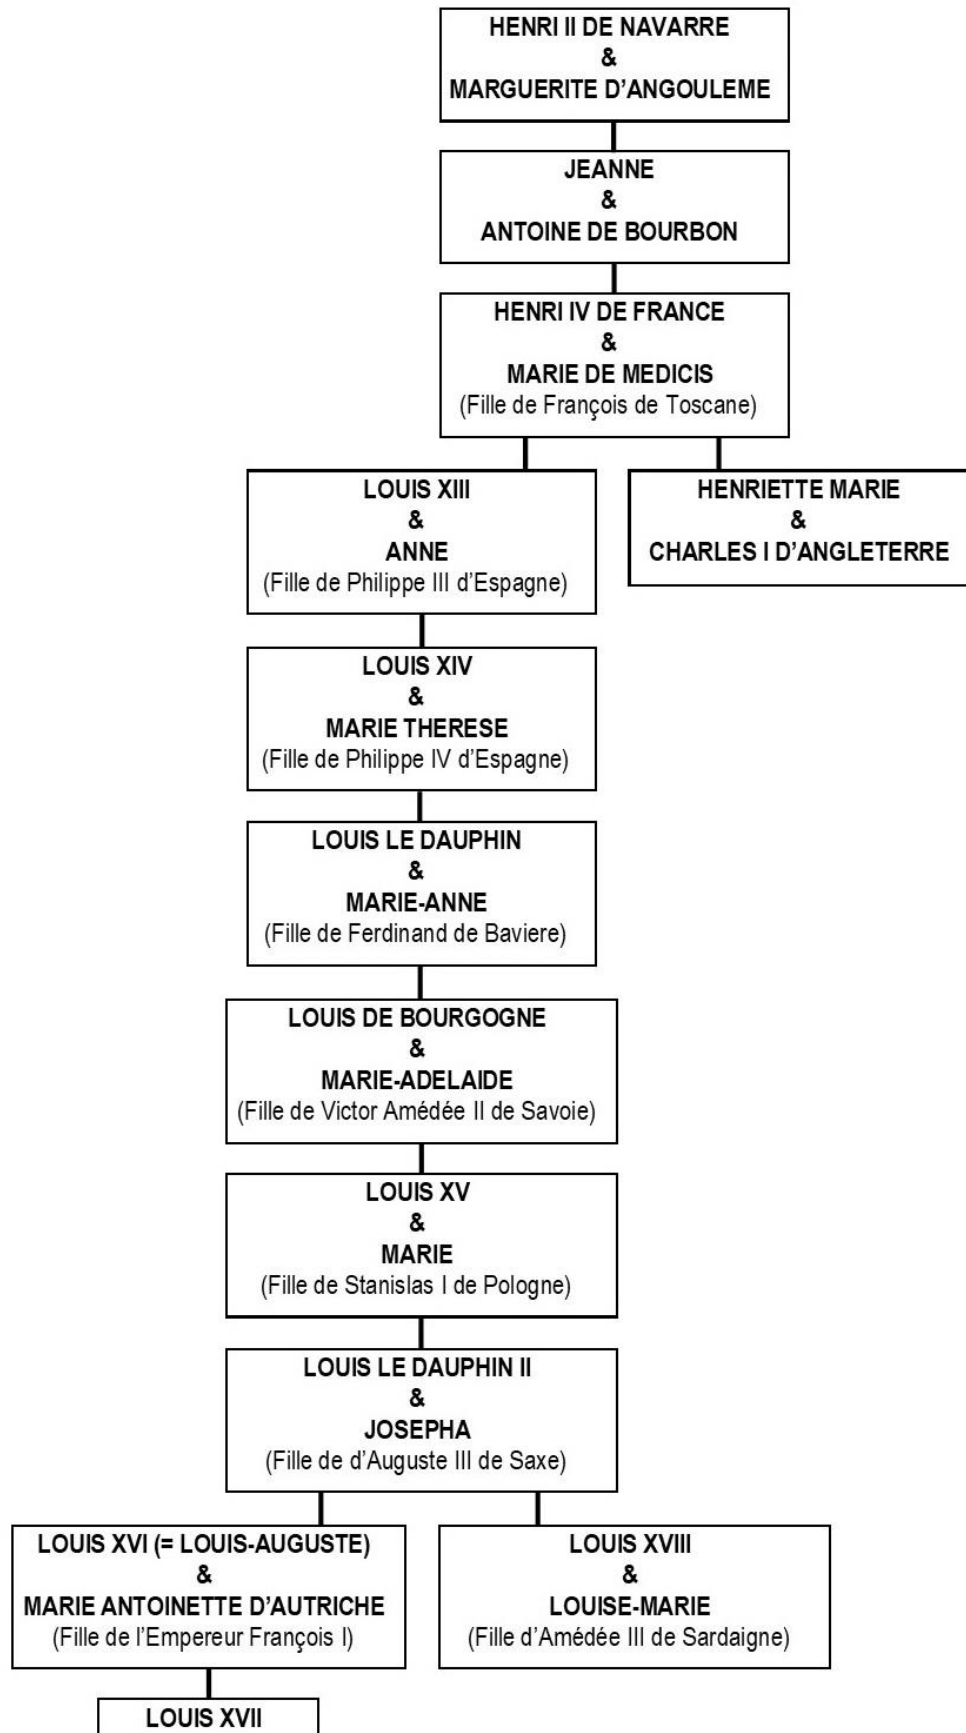 HENRI II DE NAVARRE
&
MARGUERITE D'ANGOULEME
JEANNE
&
ANTOINE DE BOURBON
HENRI IV DE FRANCE
&
MARIE DE MEDICIS
(Fille de François de Toscane)
LOUIS XIII
&
ANNE
(Fille de Philippe III d'Espagne)
HENRIETTE MARIE
&
CHARLES I D'ANGLETERRE
LOUIS XIV
&
MARIE THERESE
(Fille de Philippe IV d'Espagne)
LOUIS LE DAUPHIN
&
MARIE-ANNE
(Fille de Ferdinand de Baviere)
LOUIS DE BOURGOGNE
&
MARIE-ADELAIDE
(Fille de Victor Amédée II de Savoie)
LOUIS XV
&
MARIE
(Fille de Stanislas I de Pologne)
LOUIS LE DAUPHIN II
&
JOSEPHA
(Fille de d'Auguste III de Saxe)
LOUIS XVI (= LOUIS-AUGUSTE)
&
MARIE ANTOINETTE D'AUTRICHE
(Fille de l'Empereur François I)
LOUIS XVIII
&
LOUISE-MARIE
(Fille d'Amédée III de Sardaigne)
LOUIS XVII